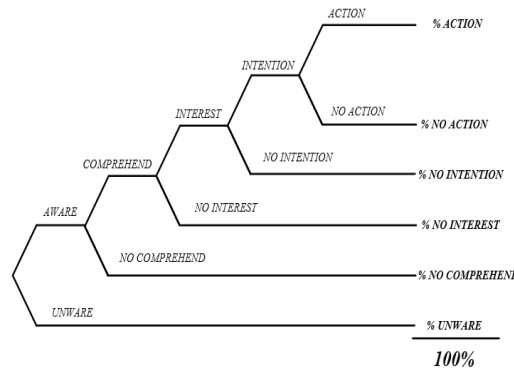 ACTION
% ACTION
INTENTION
NO ACTION
% NO ACTION
INTEREST
NO INTENTION
% NO INTENTION
COMPREHEND
NO INTEREST
% NO INTEREST
AWARE
NO COMPREHEND
% NO COMPREHEND
UNWARE
% UNWARE
100%